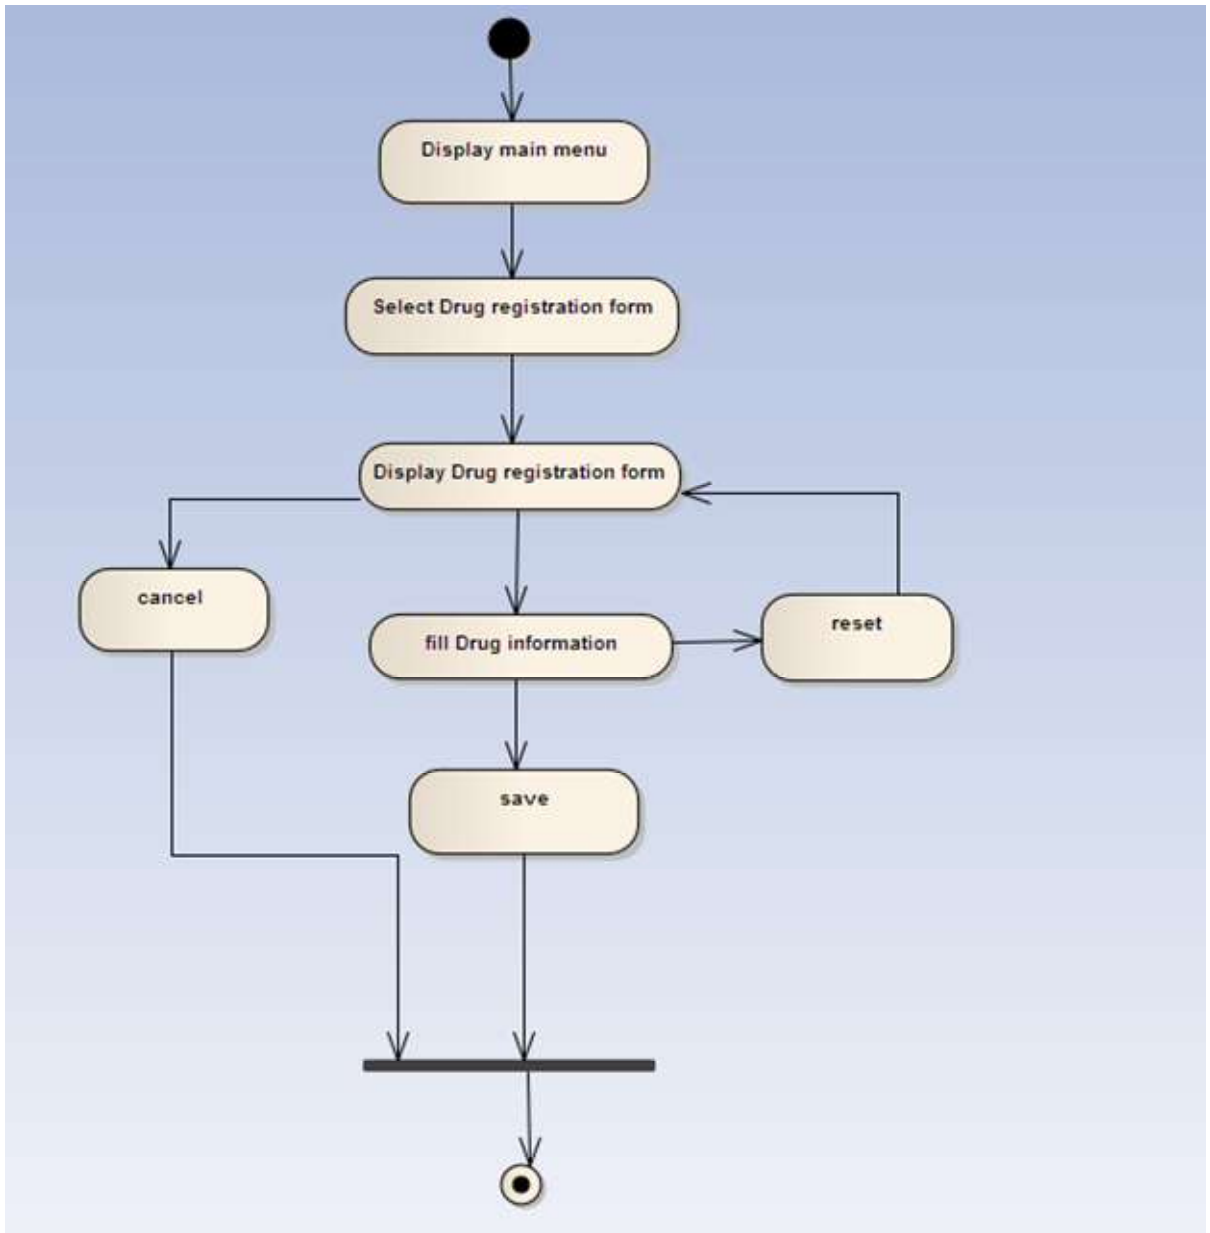 Display main menu
Select Drug registration form
Display Drug registration form
cancel
fill Drug information
reset
save